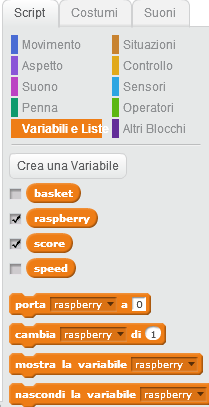 Script Costumi Suoni
Movimento Situazioni
Aspetto Controllo
Suono Sensori
Penna Operatori
Variabili e Liste Altri Blocchi
Crea una Variabile
basket
raspberry
score
speed
porta raspberry a 0
cambia raspberry di 1
mostra la variabile raspberry
nascondi la variabile raspberry